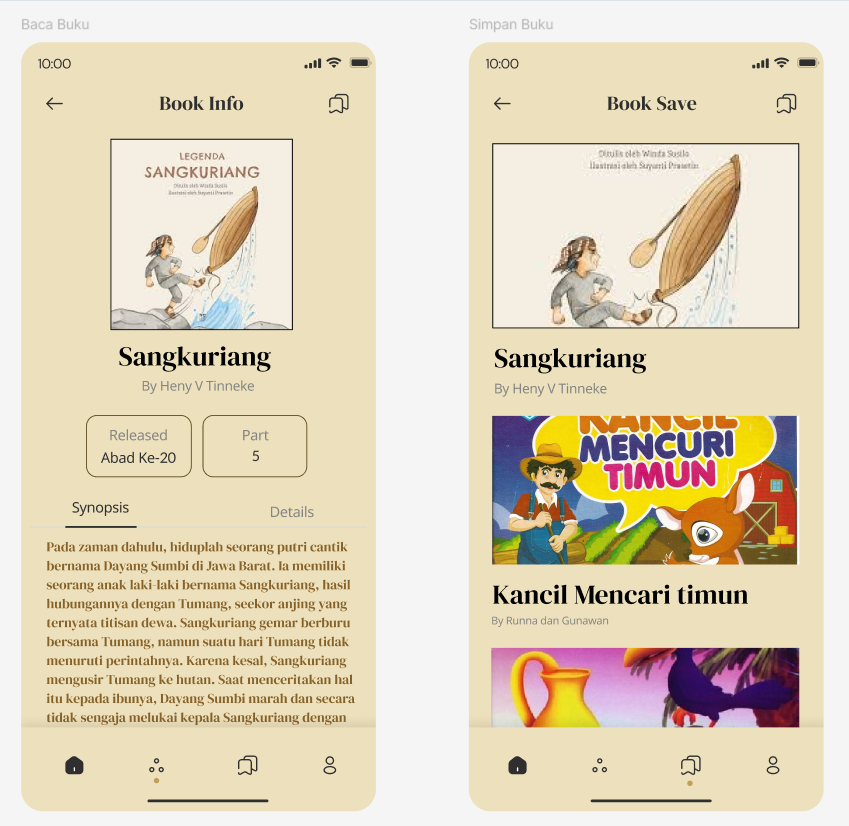 Baca Buku
10:00
Book Info
LEGENDA
SANGKURIANG
Ditulis oleh Winda Susilo
Ilustrasi oleh Suyanti Prasetin
Sangkuriang
By Heny V Tinneke
Released
Abad Ke-20
Part
5
Synopsis
Details
Pada zaman dahulu, hiduplah seorang putri cantik
bernama Dayang Sumbi di Jawa Barat. Ia memiliki
seorang anak laki-laki bernama Sangkuriang, hasil
hubungannya dengan Tumang, seekor anjing yang
ternyata titisan dewa. Sangkuriang gemar berburu
bersama Tumang, namun suatu hari Tumang tidak
menuruti perintahnya. Karena kesal, Sangkuriang
mengusir Tumang ke hutan. Saat menceritakan hal
itu kepada ibunya, Dayang Sumbi marah dan secara
tidak sengaja melukai kepala Sangkuriang dengan
Simpan Buku
10:00
Book Save
Ditulis oleh Winda Susilo
Ilustrasi oleh Suyanti Prasetin
Sangkuriang
By Heny V Tinneke
KANCIL
MENCURI
TIMUN
Kancil Mencari timun
By Runna dan Gunawan